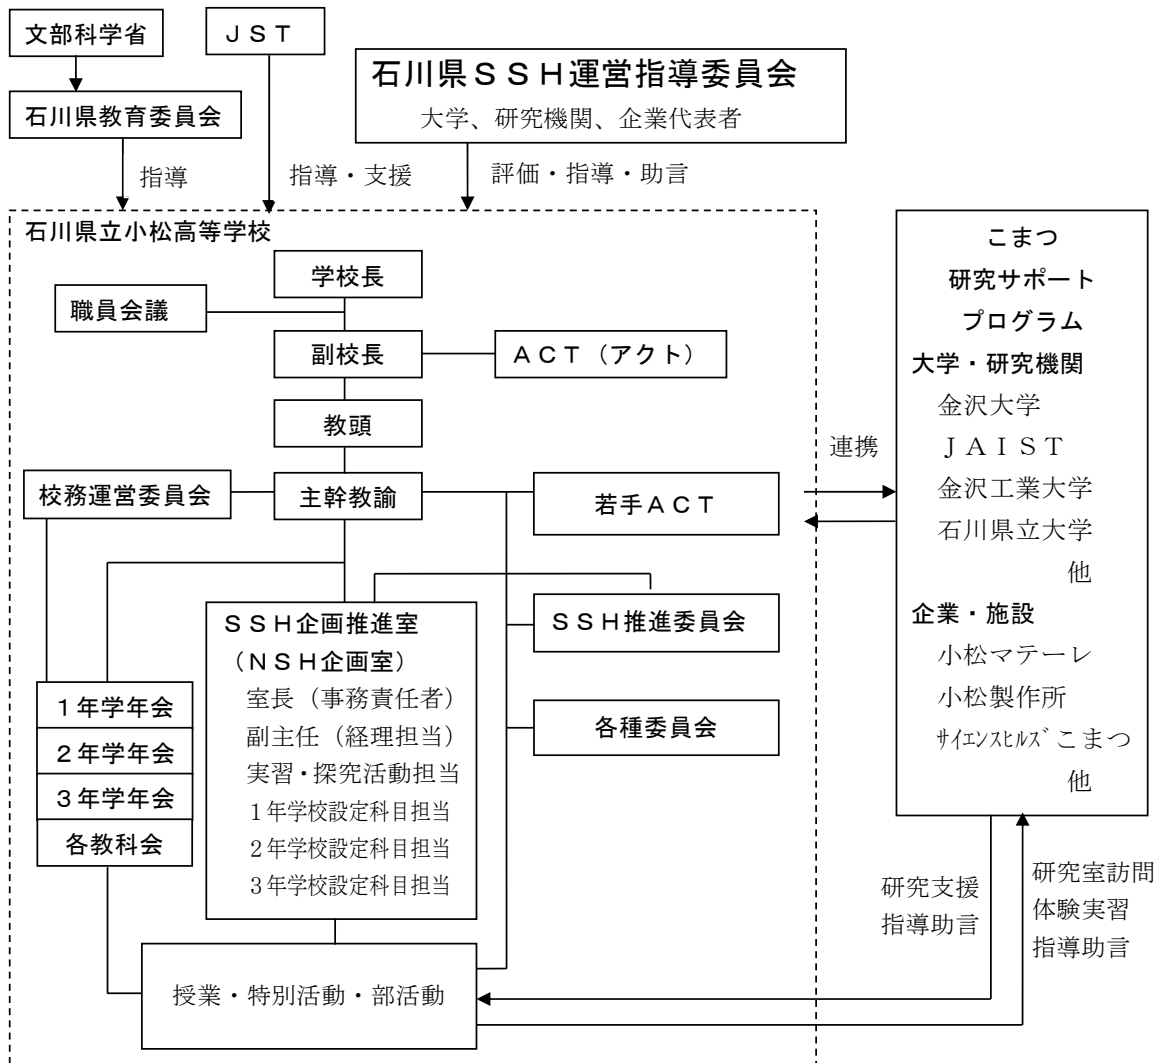 文部科学省
ＪＳＴ
石川県ＳＳＨ運営指導委員会
大学、研究機関、企業代表者
石川県教育委員会
指導
指導・支援
評価・指導・助言
石川県立小松高等学校
学校長
職員会議
副校長
ＡＣＴ（アクト）
教頭
校務運営委員会
主幹教諭
若手ＡＣＴ
ＳＳＨ企画推進室
（ＮＳＨ企画室）
室長（事務責任者）
副主任（経理担当）
実習・探究活動担当
１年学校設定科目担当
２年学校設定科目担当
３年学校設定科目担当
ＳＳＨ推進委員会
各種委員会
１年学年会
２年学年会
３年学年会
各教科会
授業・特別活動・部活動
連携
こまつ
研究サポート
プログラム
大学・研究機関
金沢大学
ＪＡＩＳＴ
金沢工業大学
石川県立大学
他
企業・施設
小松マテーレ
小松製作所
ｻｲｴﾝｽﾋﾙｽﾞこまつ
他
研究支援
指導助言
研究室訪問
体験実習
指導助言